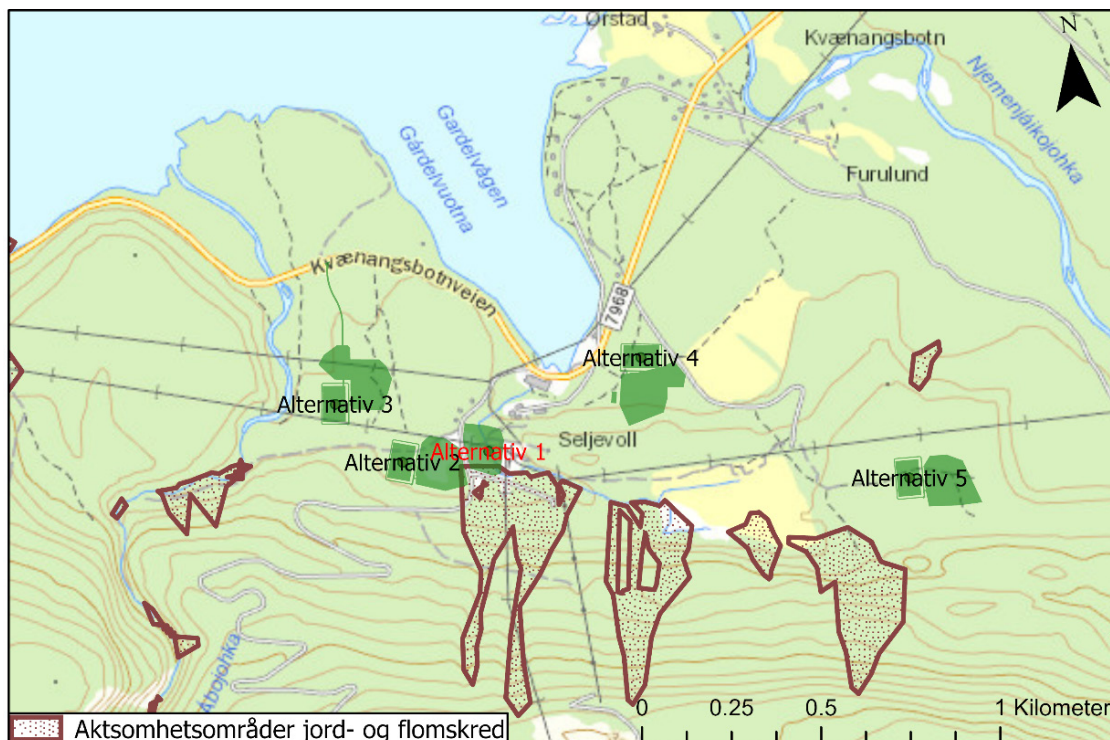 Ørstad
Kvænangsbotn
N
Njemenjáikojohka
Gardelvågen
Gárdelvuotna
Furulund
Kvænangsbotnveien
7968
Alternativ 4
Alternativ 3
Seljevoll
Alternativ 1
Alternativ 2
Alternativ 5
Åbojohka
0 0.25 0.5 1 Kilometer
Aktsomhetsområder jord- og flomskred